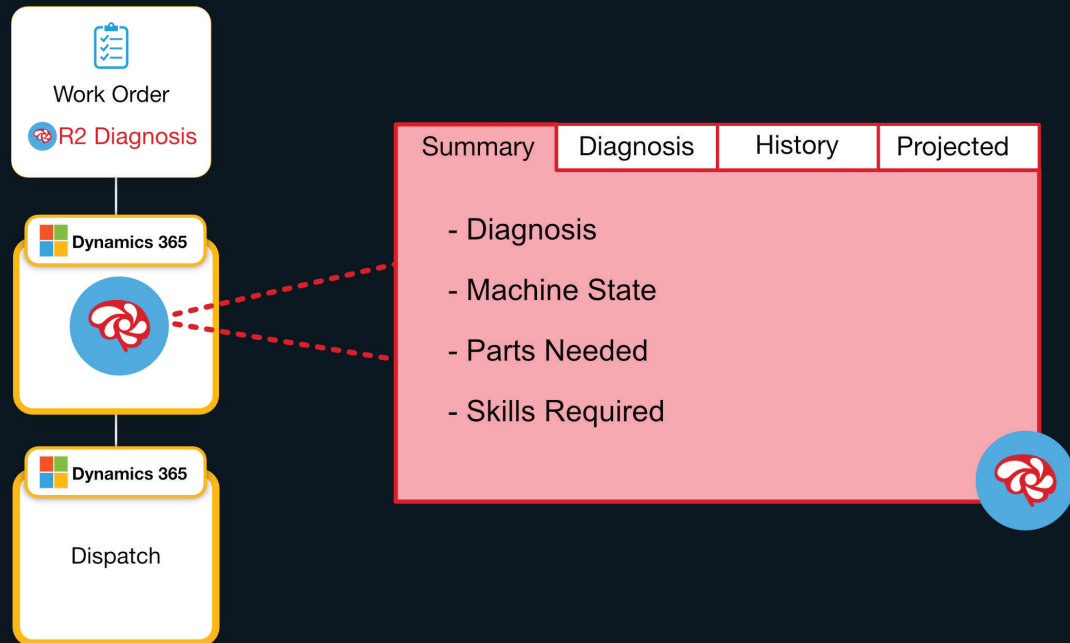 Work Order
R2 Diagnosis
Dynamics 365
Dynamics 365
Dispatch
Summary
Diagnosis
History
Projected
- Diagnosis
- Machine State
- Parts Needed
- Skills Required